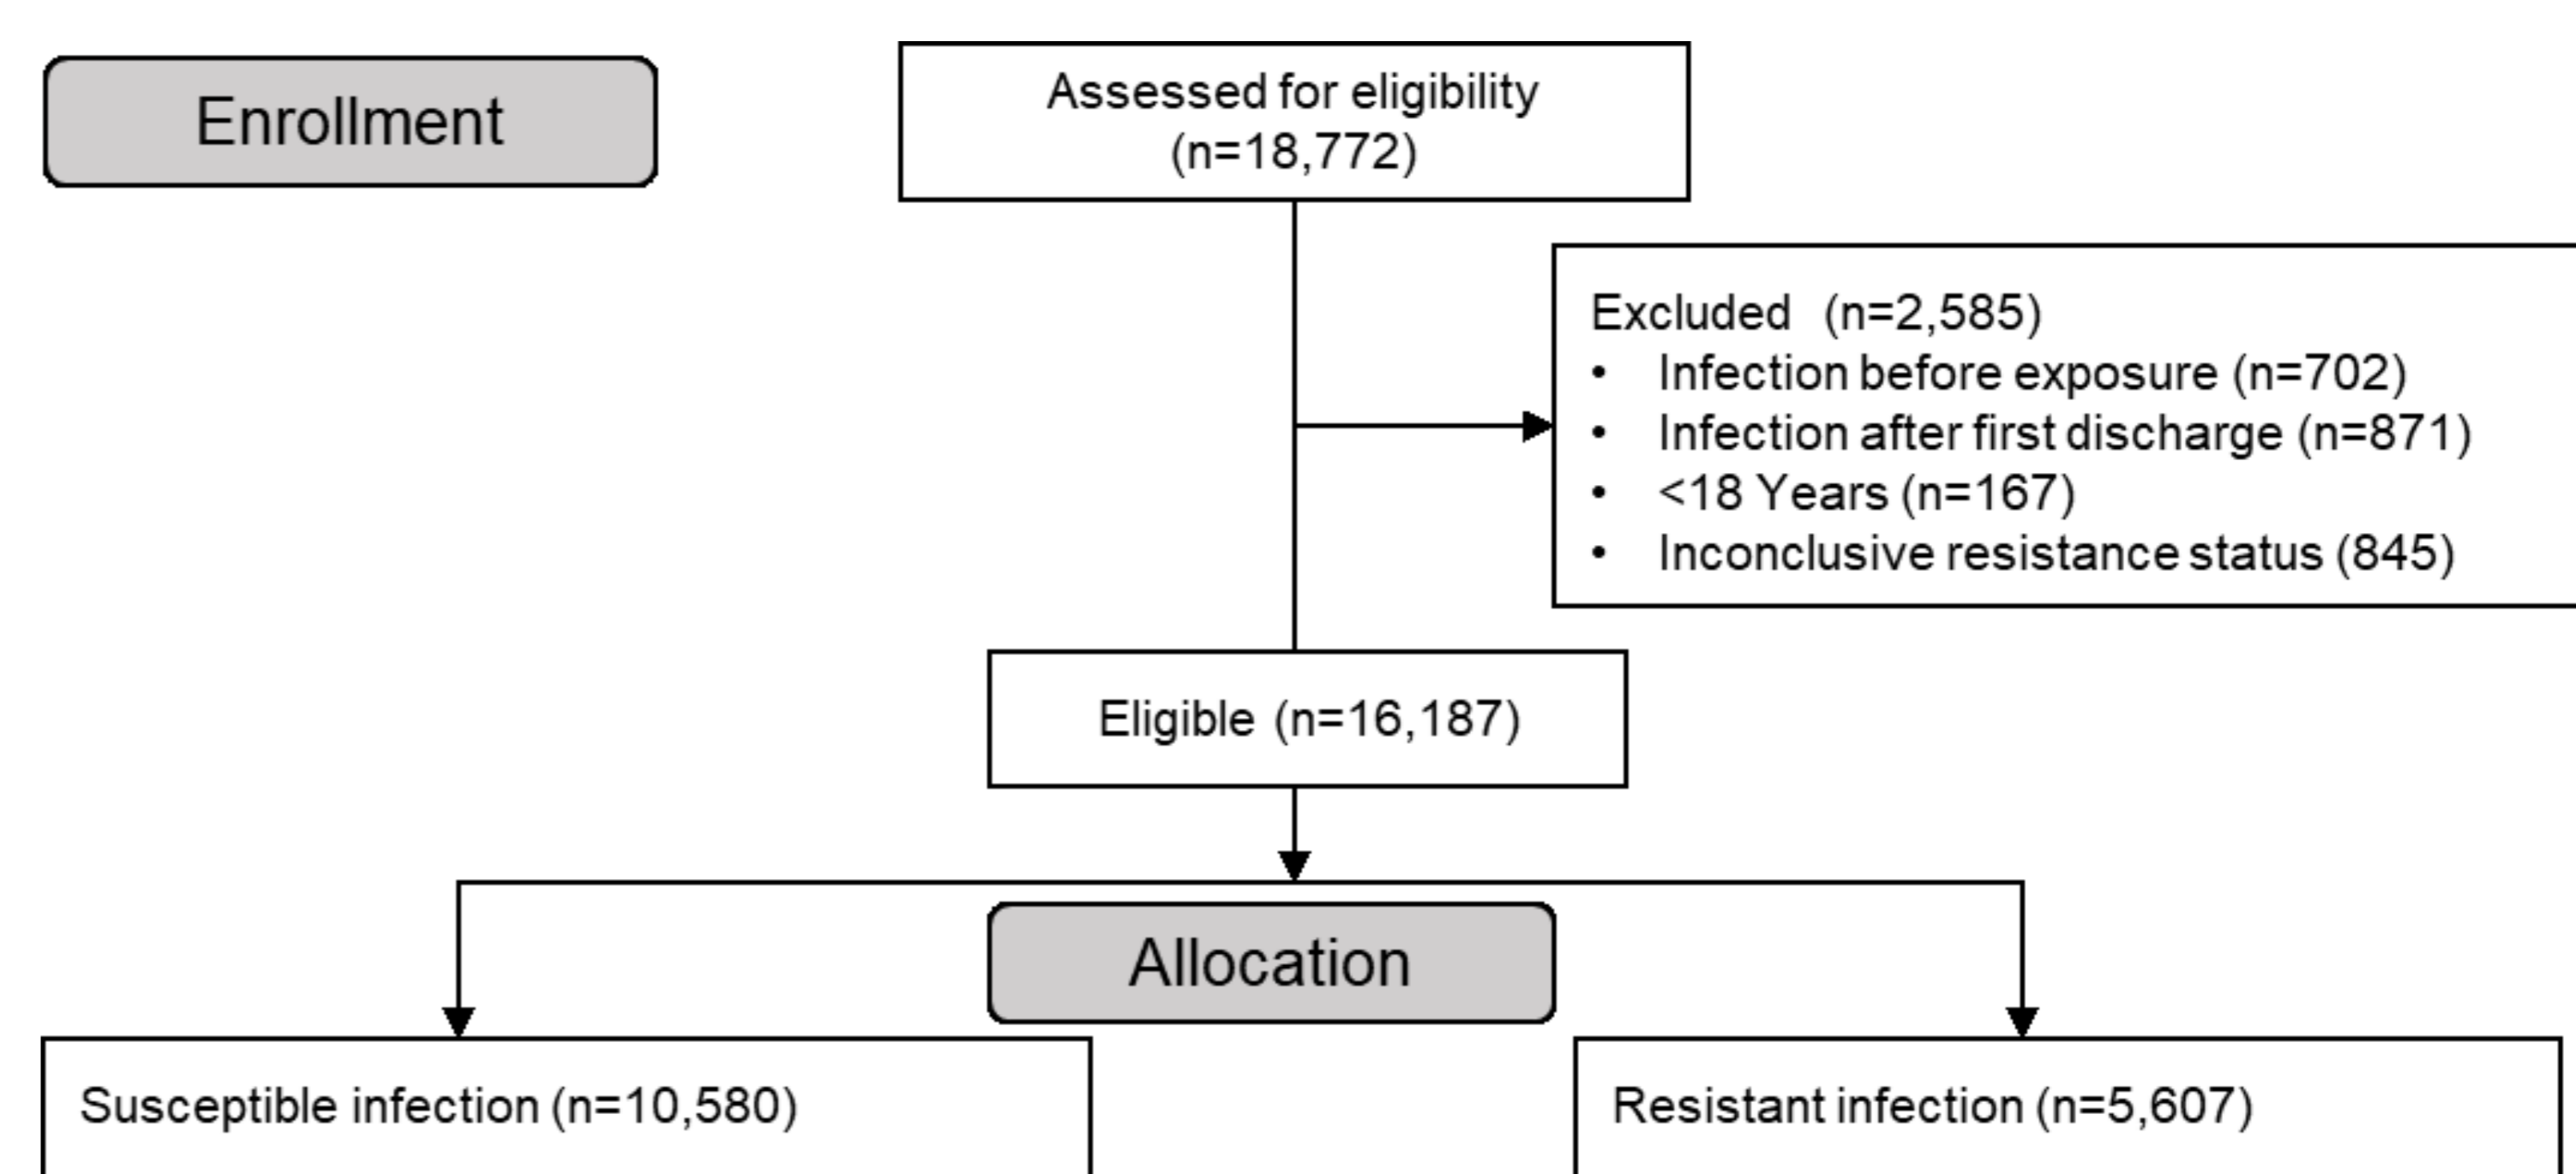 Enrollment
Assessed for eligibility
(n=18,772)
Excluded (n=2,585)
• Infection before exposure (n=702)
• Infection after first discharge (n=871)
• <18 Years (n=167)
• Inconclusive resistance status (845)
Eligible (n=16,187)
Allocation
Susceptible infection (n=10,580)
Resistant infection (n=5,607)